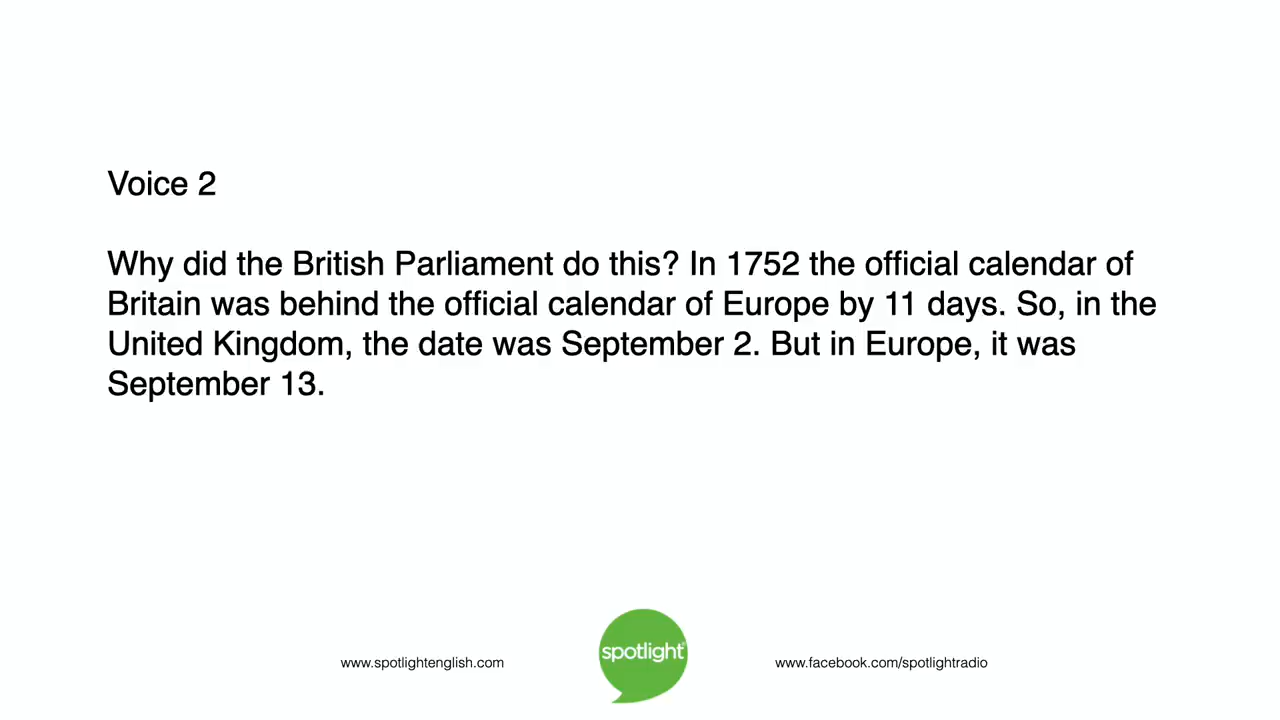 Voice 2
Why did the British Parliament do this? In 1752 the official calendar of
Britain was behind the official calendar of Europe by 11 days. So, in the
United Kingdom, the date was September 2. But in Europe, it was
September 13.
www.spotlightenglish.com
spotlight®
www.facebook.com/spotlightradio